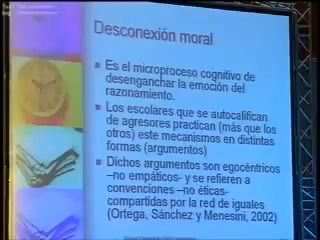 Desconexión moral
Es el microproceso cognitivo de
desenganchar la emoción del
razonamiento.
Los escolares que se autocalifican
de agresores practican (más que los
otros) este mecanismos en distintas
formas (argumentos)
Dichos argumentos son egocéntricos
–no empáticos- y se refieren a
convenciones –no éticas-
compartidas por la red de iguales
(Ortega, Sánchez y Menesini, 2002)